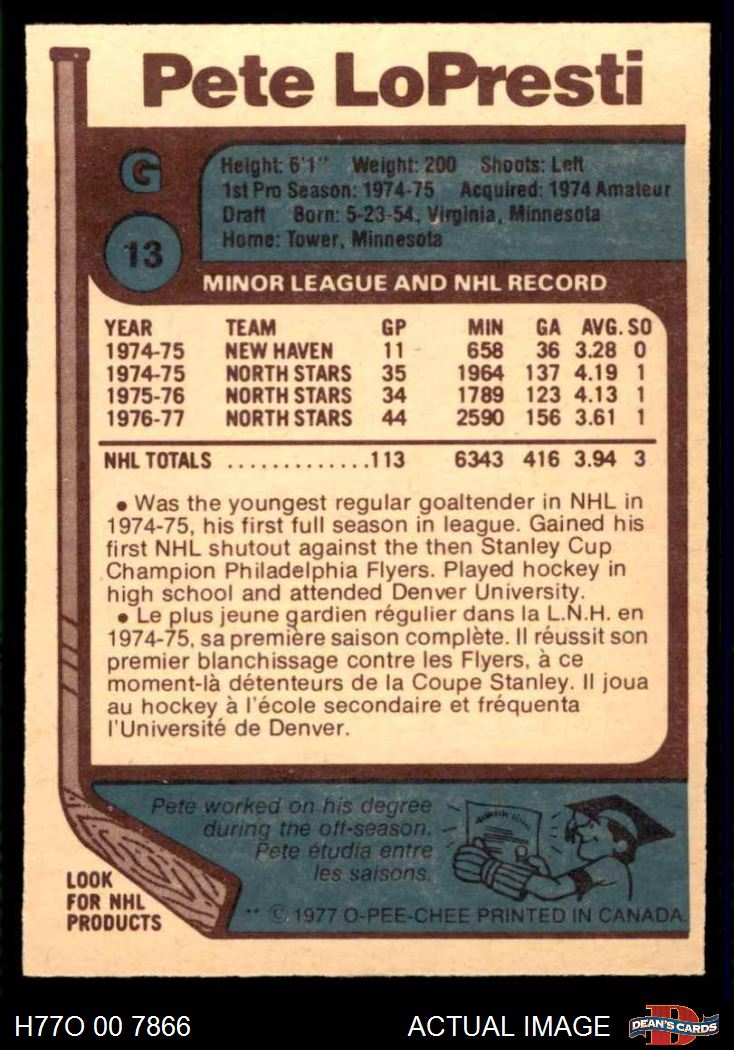 Pete LoPresti
G
13
Height: 6'1" Weight: 200 Shoots: Left
1st Pro Season: 1974-75 Acquired: 1974 Amateur
Draft Born: 5-23-54, Virginia, Minnesota
Home: Tower, Minnesota
MINOR LEAGUE AND NHL RECORD
YEAR TEAM GP MIN GA AVG. SO
1974-75 NEW HAVEN 11 658 36 3.28 0
1974-75 NORTH STARS 35 1964 137 4.19 1
1975-76 NORTH STARS 34 1789 123 4.13 1
1976-77 NORTH STARS 44 2590 156 3.61 1
NHL TOTALS .............113 6343 416 3.94 3
• Was the youngest regular goaltender in NHL in
1974-75, his first full season in league. Gained his
first NHL shutout against the then Stanley Cup
Champion Philadelphia Flyers. Played hockey in
high school and attended Denver University.
• Le plus jeune gardien régulier dans la L.N.H. en
1974-75, sa première saison complète. Il réussit son
premier blanchissage contre les Flyers, à ce
moment-là détenteurs de la Coupe Stanley. Il joua
au hockey à l'école secondaire et fréquenta
l'Université de Denver.
Pete worked on his degree
during the off-season.
Pete étudia entre
les saisons.
LOOK
FOR NHL
PRODUCTS
** © 1977 O-PEE-CHEE PRINTED IN CANADA
H77O 00 7866
ACTUAL IMAGE
DEAN'S CARDS